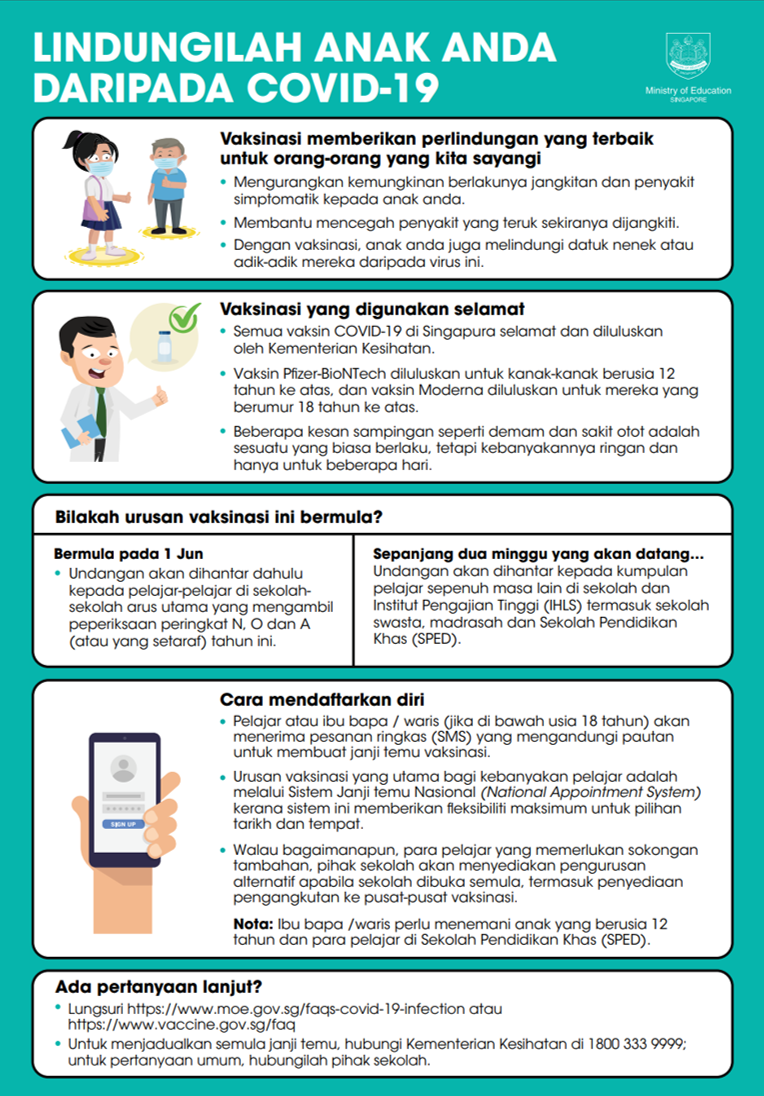 LINDUNGILAH ANAK ANDA
DARIPADA COVID-19
Ministry of Education
SINGAPORE
Vaksinasi memberikan perlindungan yang terbaik
untuk orang-orang yang kita sayangi
• Mengurangkan kemungkinan berlakunya jangkitan dan penyakit
simptomatik kepada anak anda.
• Membantu mencegah penyakit yang teruk sekiranya dijangkiti.
• Dengan vaksinasi, anak anda juga melindungi datuk nenek atau
adik-adik mereka daripada virus ini.
Vaksinasi yang digunakan selamat
• Semua vaksin COVID-19 di Singapura selamat dan diluluskan
oleh Kementerian Kesihatan.
• Vaksin Pfizer-BioNTech diluluskan untuk kanak-kanak berusia 12
tahun ke atas, dan vaksin Moderna diluluskan untuk mereka yang
berumur 18 tahun ke atas.
• Beberapa kesan sampingan seperti demam dan sakit otot adalah
sesuatu yang biasa berlaku, tetapi kebanyakannya ringan dan
hanya untuk beberapa hari.
Bilakah urusan vaksinasi ini bermula?
Bermula pada 1 Jun
• Undangan akan dihantar dahulu
kepada pelajar-pelajar di sekolah-
sekolah arus utama yang mengambil
peperiksaan peringkat N, O dan A
(atau yang setaraf) tahun ini.
Sepanjang dua minggu yang akan datang...
Undangan akan dihantar kepada kumpulan
pelajar sepenuh masa lain di sekolah dan
Institut Pengajian Tinggi (IHLS) termasuk sekolah
swasta, madrasah dan Sekolah Pendidikan
Khas (SPED).
Cara mendaftarkan diri
• Pelajar atau ibu bapa / waris (jika di bawah usia 18 tahun) akan
menerima pesanan ringkas (SMS) yang mengandungi pautan
untuk membuat janji temu vaksinasi.
• Urusan vaksinasi yang utama bagi kebanyakan pelajar adalah
melalui Sistem Janji temu Nasional (National Appointment System)
kerana sistem ini memberikan fleksibiliti maksimum untuk pilihan
tarikh dan tempat.
• Walau bagaimanapun, para pelajar yang memerlukan sokongan
tambahan, pihak sekolah akan menyediakan pengurusan
alternatif apabila sekolah dibuka semula, termasuk penyediaan
pengangkutan ke pusat-pusat vaksinasi.
Nota: Ibu bapa /waris perlu menemani anak yang berusia 12
tahun dan para pelajar di Sekolah Pendidikan Khas (SPED).
SIGN UP
Ada pertanyaan lanjut?
• Lungsuri https://www.moe.gov.sg/faqs-covid-19-infection atau
https://www.vaccine.gov.sg/faq
• Untuk menjadualkan semula janji temu, hubungi Kementerian Kesihatan di 1800 333 9999;
untuk pertanyaan umum, hubungilah pihak sekolah.